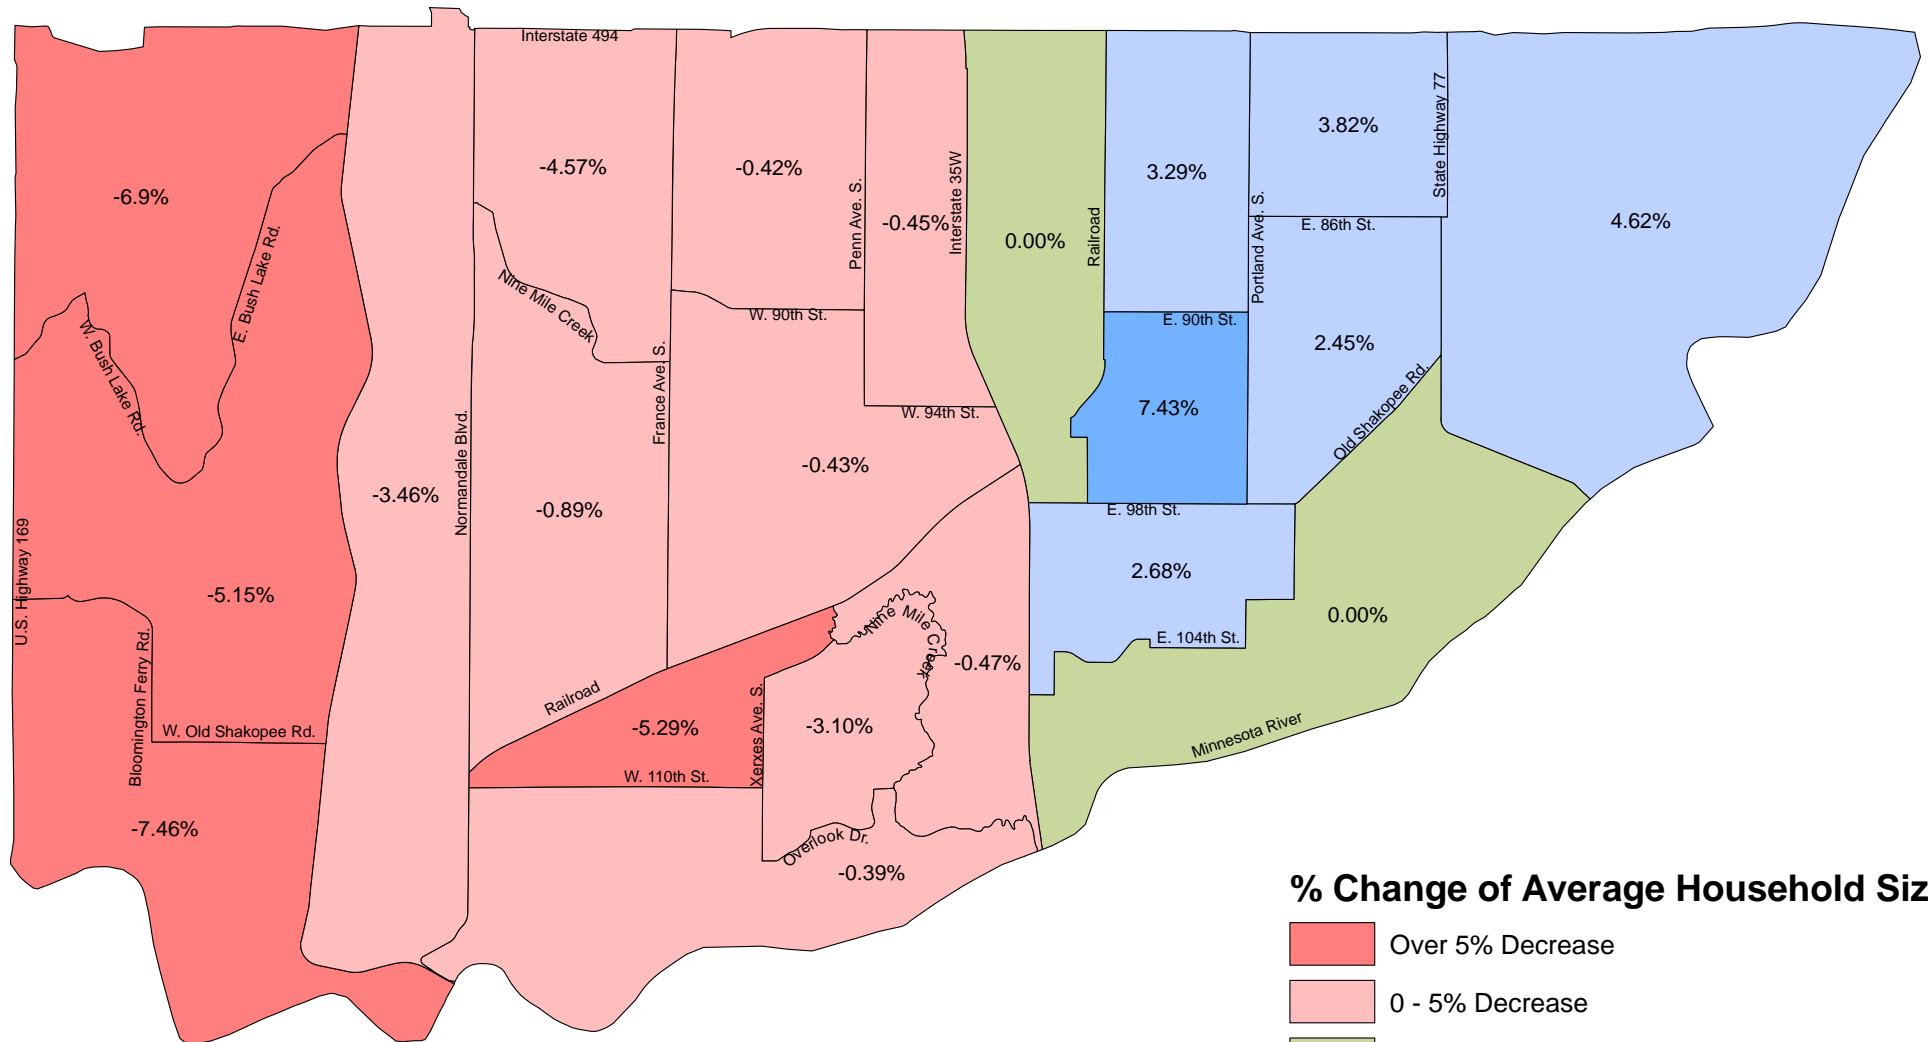 Interstate 494
-6.9%
-4.57%
-0.42%
-0.45%
0.00%
3.29%
3.82%
4.62%
State Highway 77
Penn Ave. S.
Interstate 35W
Railroad
Portland Ave. S.
E. 86th St.
E. Bush Lake Rd.
W. Bush Lake Rd.
Nine Mile Creek
W. 90th St.
E. 90th St.
2.45%
France Ave. S.
7.43%
W. 94th St.
Old Shakopee Rd.
Normandale Blvd.
-3.46%
-0.89%
-0.43%
E. 98th St.
U.S. Highway 169
-5.15%
2.68%
0.00%
Nine Mile Creek
E. 104th St.
-0.47%
Bloomington Ferry Rd.
W. Old Shakopee Rd.
Railroad
-5.29%
Xerxes Ave. S.
-3.10%
Minnesota River
W. 110th St.
-7.46%
Overlook Dr.
-0.39%
% Change of Average Household Siz
Over 5% Decrease
0 - 5% Decrease